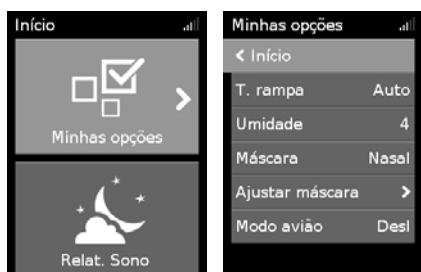 Início
Minhas opções
Relat. Sono
Minhas opções
< Início
T. rampa Auto
Umidade 4
Máscara Nasal
Ajustar máscara >
Modo avião Desl